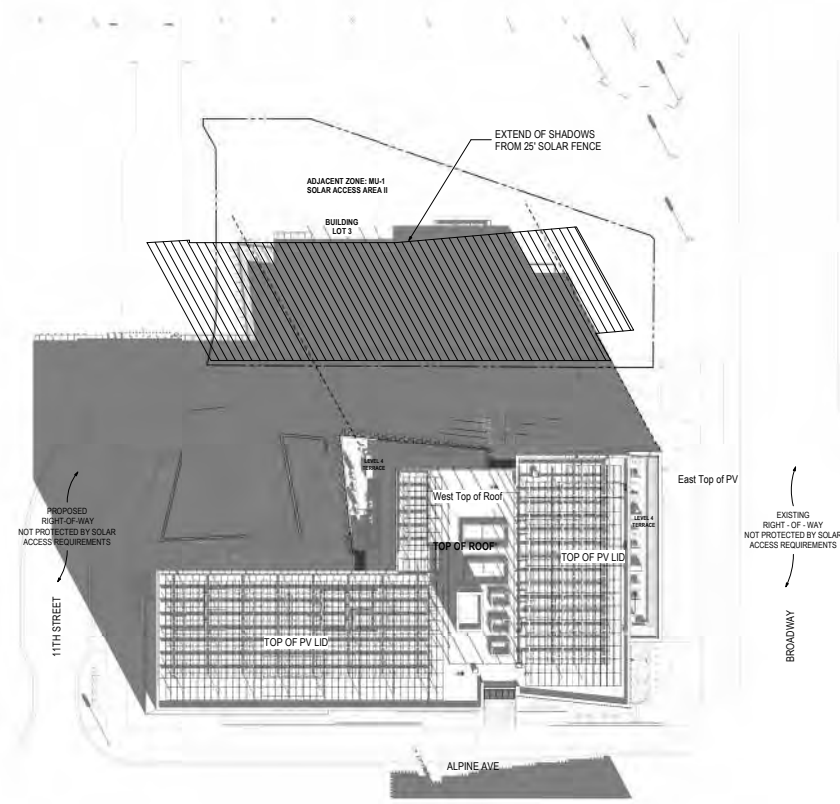 EXTEND OF SHADOWS
FROM 25' SOLAR FENCE
ADJACENT ZONE: MU-1
SOLAR ACCESS AREA II
BUILDING
LOT 3
LEVEL 4
TERRACE
East Top of PV
West Top of Roof
PROPOSED
RIGHT-OF-WAY
NOT PROTECTED BY SOLAR
ACCESS REQUIREMENTS
LEVEL 4
TERRACE
EXISTING
RIGHT - OF - WAY
NOT PROTECTED BY SOLAR
ACCESS REQUIREMENTS
TOP OF ROOF
TOP OF PV LID
11TH STREET
TOP OF PV LID
BROADWAY
ALPINE AVE